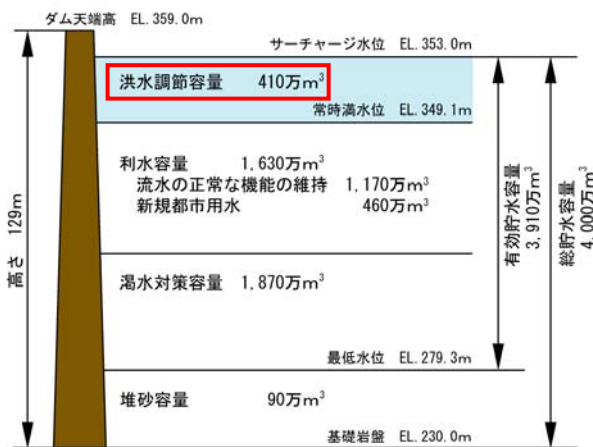 ダム天端高 EL.359.0m
サーチャージ水位 EL.353.0m
洪水調節容量 410万m³
常時満水位 EL.349.1m
利水容量 1,630万m³
流水の正常な機能の維持 1,170万m³
新規都市用水 460万m³
渇水対策容量 1,870万m³
最低水位 EL.279.3m
堆砂容量 90万m³
基礎岩盤 EL.230.0m
高さ 129m
有効貯水容量
3,910万m³
総貯水容量
4,000万m³